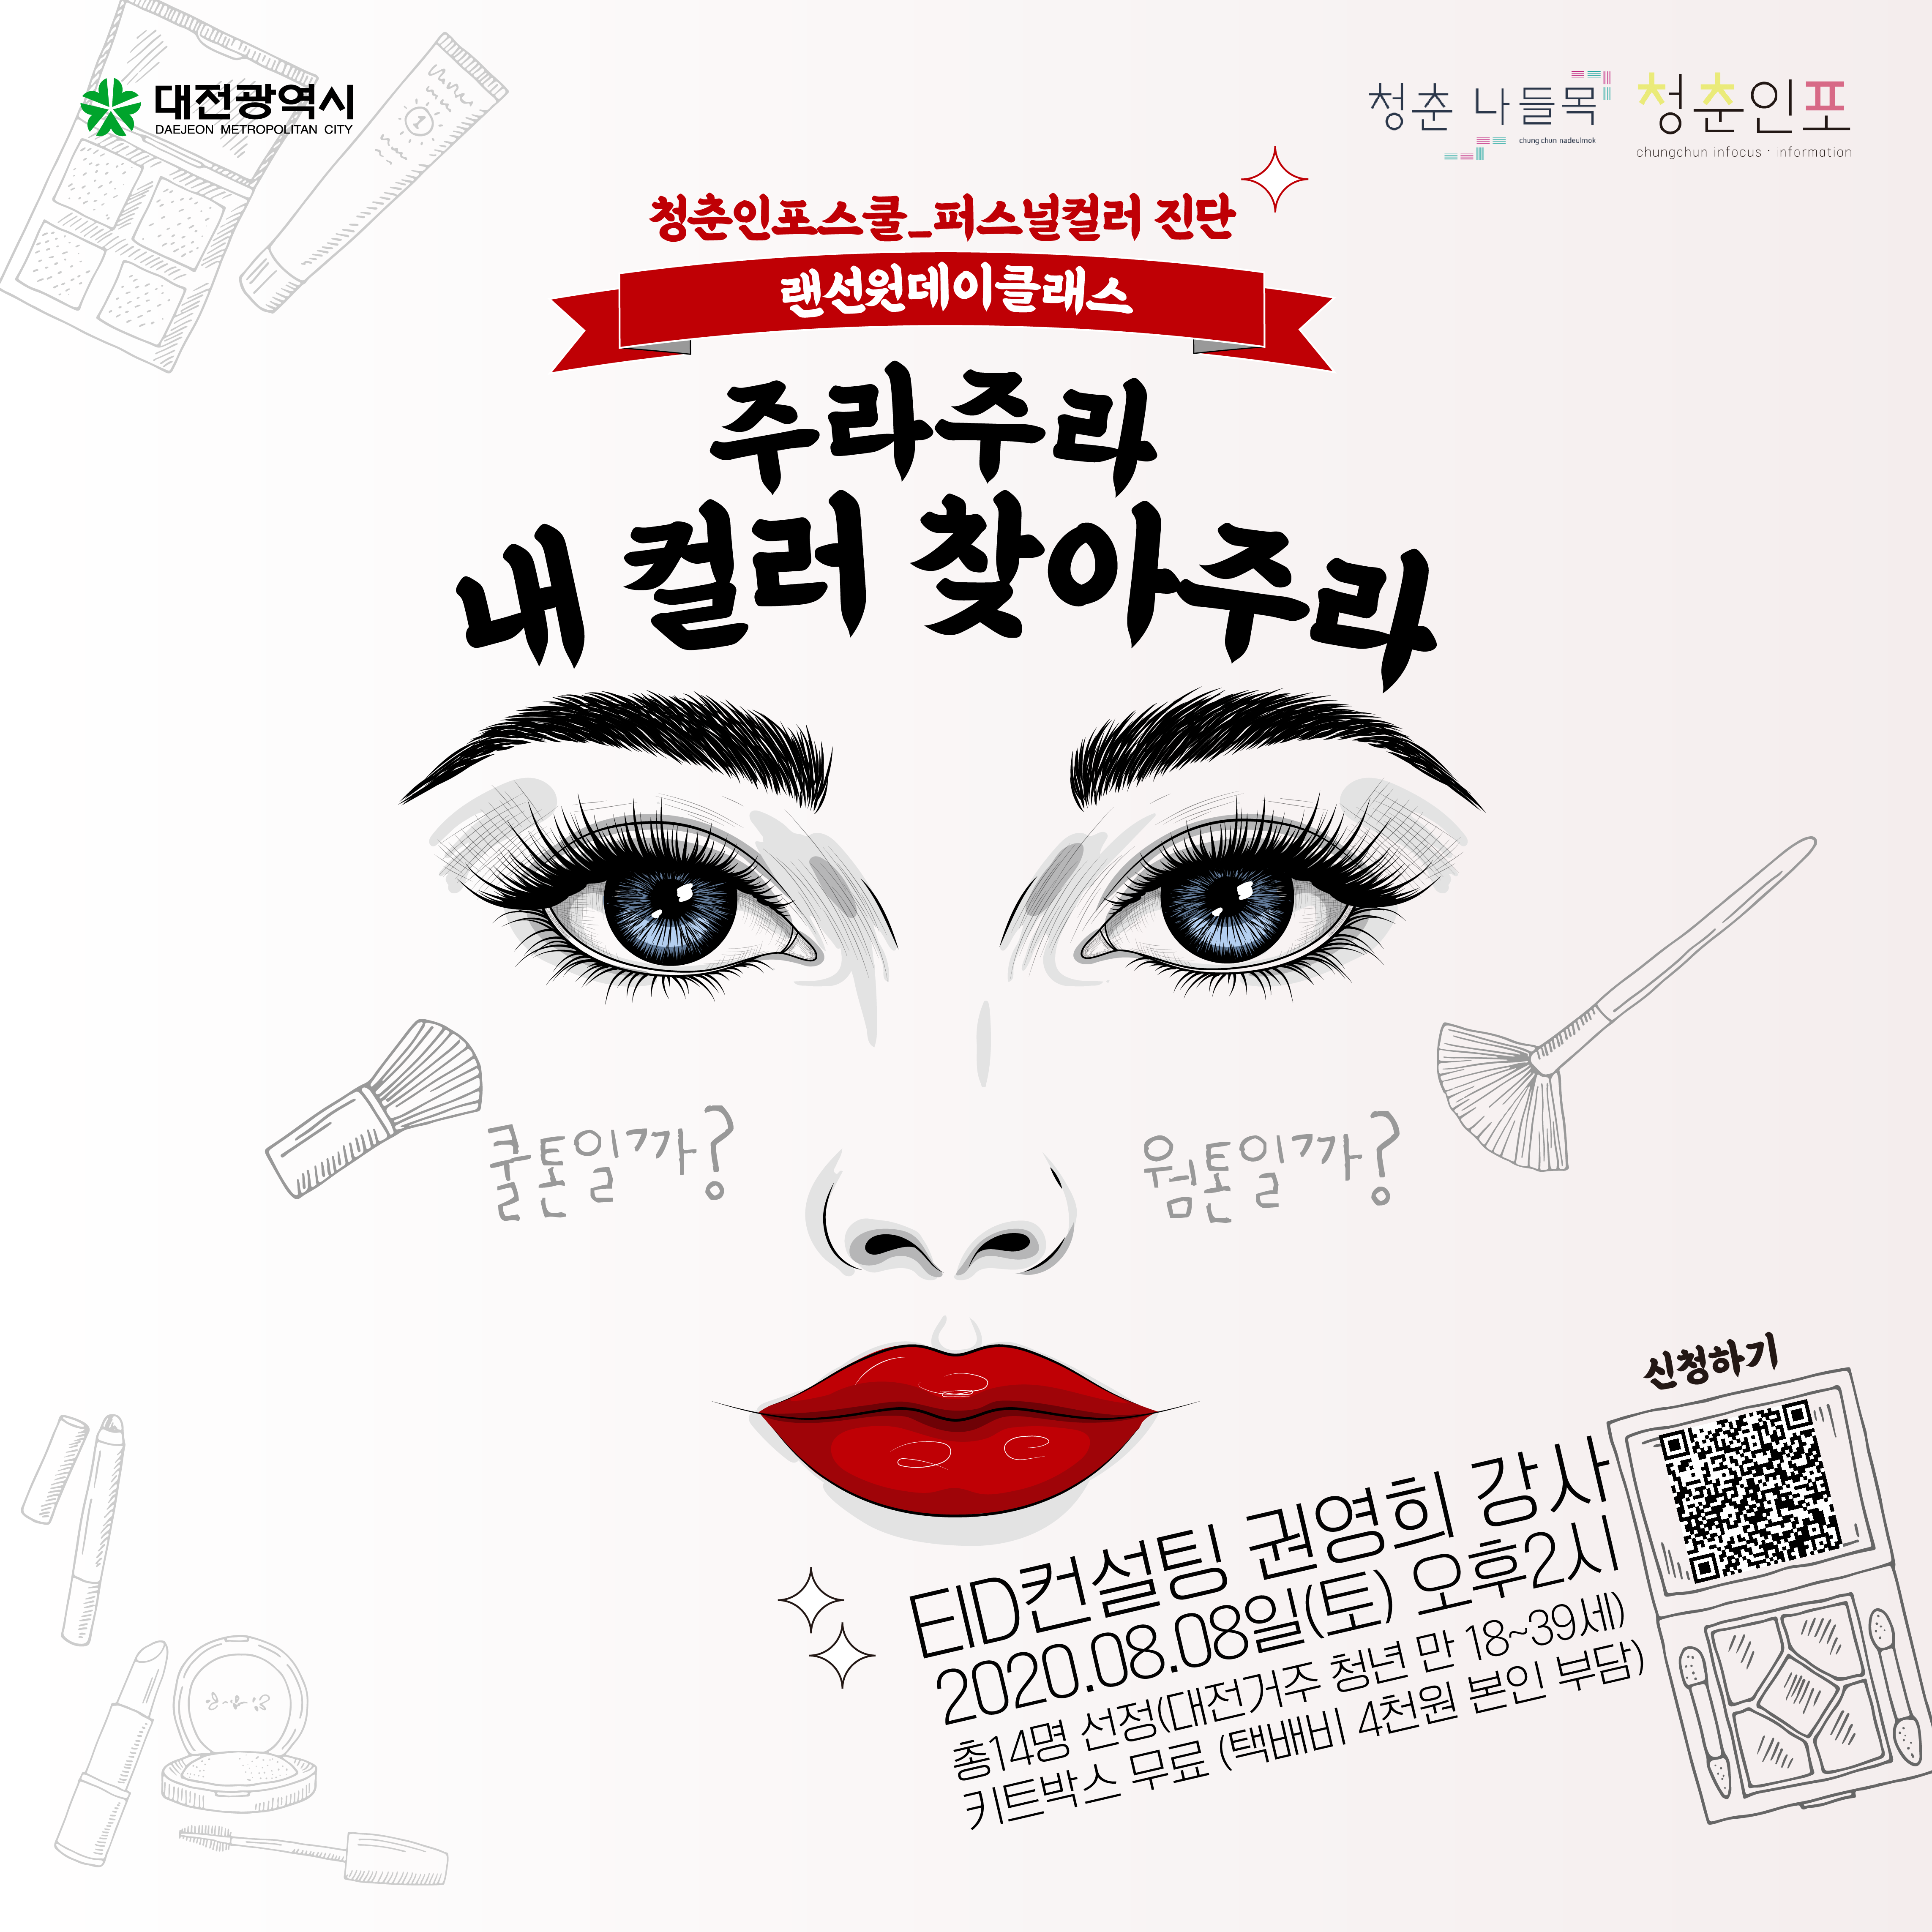 대전광역시
DAEJEON METROPOLITAN CITY
청춘 나들목
chung chun nadeulmok
청춘인포
chungchun infocus · information
청춘인포스쿨_퍼스널컬러 진단
랜선원데이클래스
주라주라
내 컬러 찾아주라
쿨톤일까?
웜톤일까?
신청하기
EID컨설팅 권영희 강사
2020.08.08일(토) 오후2시
총14명 선정(대전거주 청년 만 18~39세)
키트박스 무료 (택배비 4천원 본인 부담)